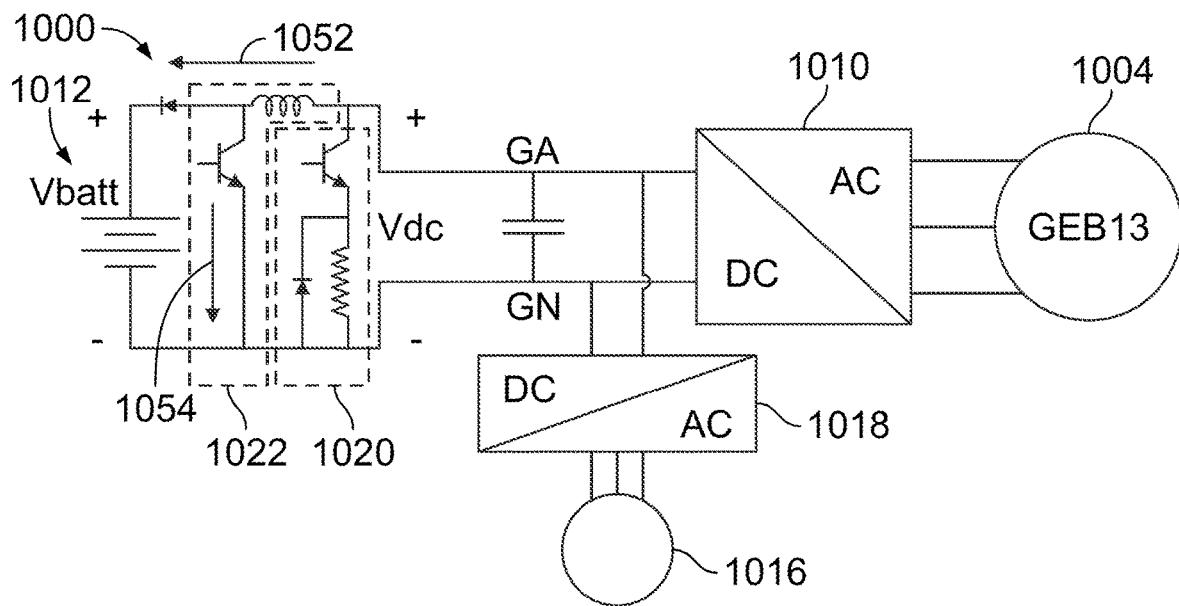 1000
1052
1012
+
+
1010
1004
GA
AC
Vbatt
Vdc
GEB13
DC
GN
-
-
1054
1022
1020
DC
AC
1018
1016